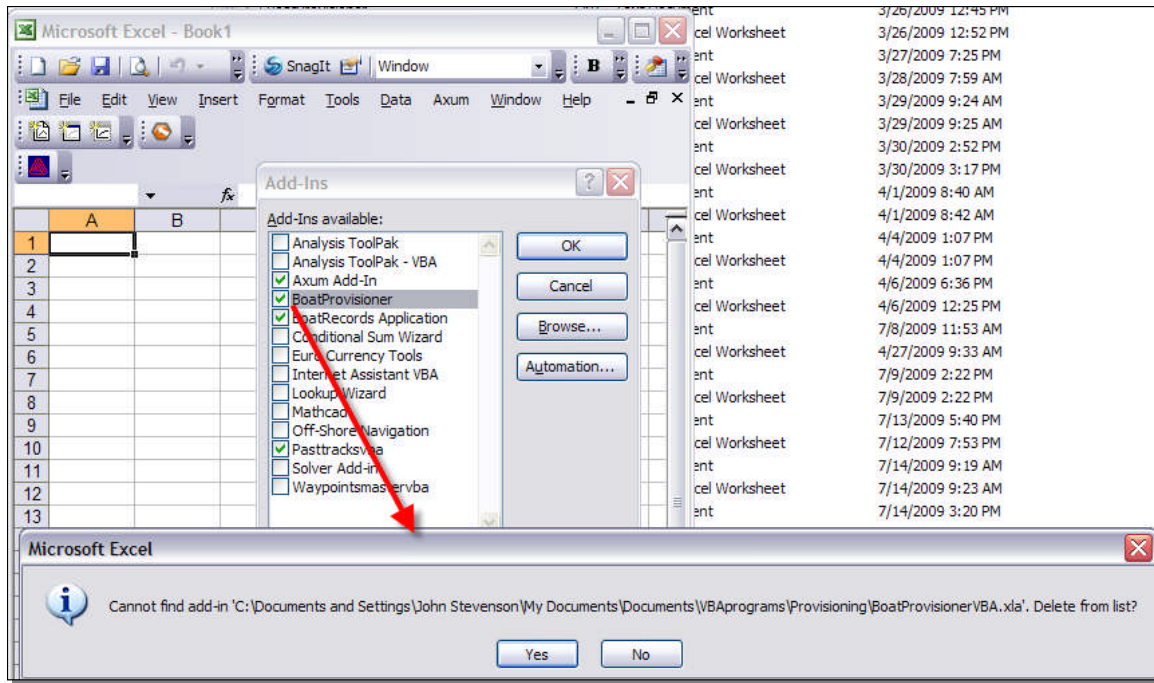 3/26/2009 12:45 PM
Microsoft Excel - Book1
cel Worksheet 3/26/2009 12:52 PM
SnagIt Window B
ent 3/27/2009 7:25 PM
cel Worksheet 3/28/2009 7:59 AM
File Edit View Insert Format Tools Data Axum Window Help
ent 3/29/2009 9:24 AM
cel Worksheet 3/29/2009 9:25 AM
ent 3/30/2009 2:52 PM
cel Worksheet 3/30/2009 3:17 PM
ent 4/1/2009 8:40 AM
cel Worksheet 4/1/2009 8:42 AM
ent 4/4/2009 1:07 PM
cel Worksheet 4/4/2009 1:07 PM
ent 4/6/2009 6:36 PM
cel Worksheet 4/6/2009 12:25 PM
ent 7/8/2009 11:53 AM
cel Worksheet 4/27/2009 9:33 AM
ent 7/9/2009 2:22 PM
cel Worksheet 7/9/2009 2:22 PM
ent 7/13/2009 5:40 PM
cel Worksheet 7/12/2009 7:53 PM
ent 7/14/2009 9:19 AM
cel Worksheet 7/14/2009 9:23 AM
ent 7/14/2009 3:20 PM
fx
A B
1
2
3
4
5
6
7
8
9
10
11
12
13
Add-Ins
Add-Ins available:
Analysis ToolPak
Analysis ToolPak - VBA
Axum Add-In
BoatProvisioner
BoatRecords Application
Conditional Sum Wizard
Euro Currency Tools
Internet Assistant VBA
Lookup Wizard
Mathcad
Off-Shore Navigation
Pasttracksvba
Solver Add-in
Waypointsmastervba
OK
Cancel
Browse...
Automation...
Microsoft Excel
Cannot find add-in 'C:\Documents and Settings\John Stevenson\My Documents\Documents\VBAprograms\Provisioning\BoatProvisionerVBA.xla'. Delete from list?
Yes No